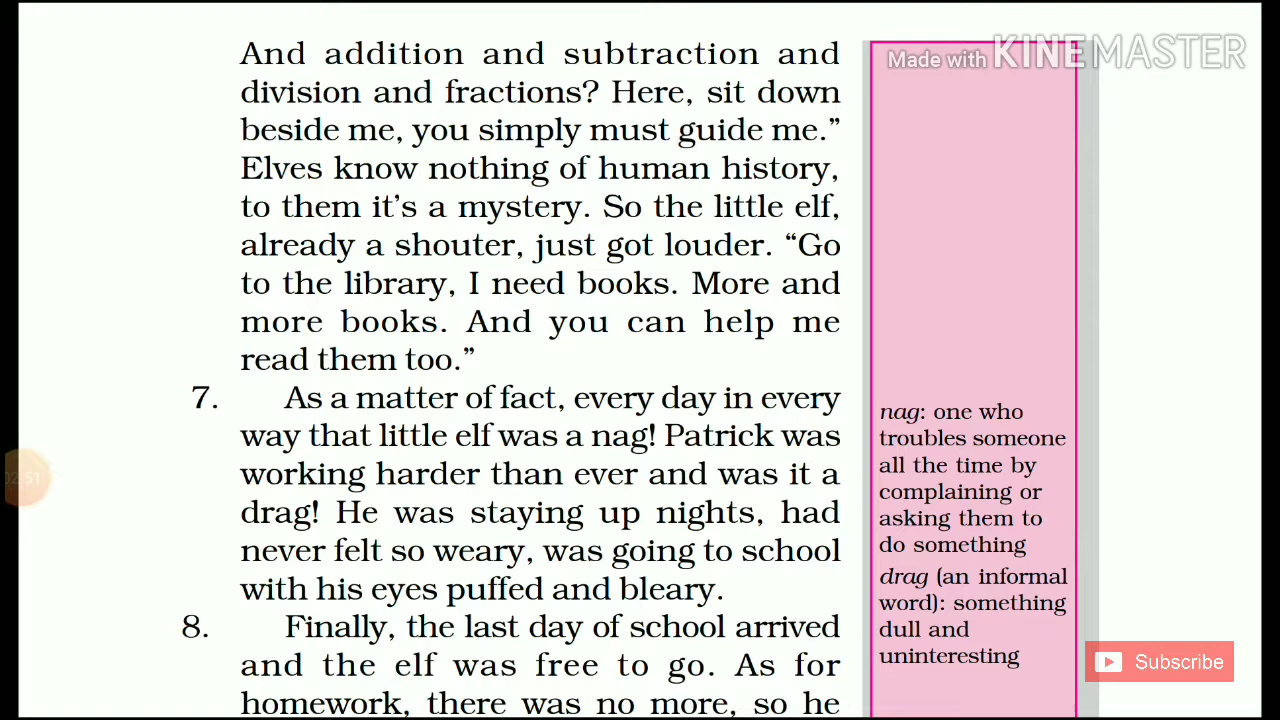 And addition and subtraction and
division and fractions? Here, sit down
beside me, you simply must guide me.”
Elves know nothing of human history,
to them it’s a mystery. So the little elf,
already a shouter, just got louder. “Go
to the library, I need books. More and
more books. And you can help me
read them too.”
7. As a matter of fact, every day in every
way that little elf was a nag! Patrick was
working harder than ever and was it a
drag! He was staying up nights, had
never felt so weary, was going to school
with his eyes puffed and bleary.
8. Finally, the last day of school arrived
and the elf was free to go. As for
homework, there was no more, so he
Made with KINEMASTER
nag: one who
troubles someone
all the time by
complaining or
asking them to
do something
drag (an informal
word): something
dull and
uninteresting
Subscribe
02:51